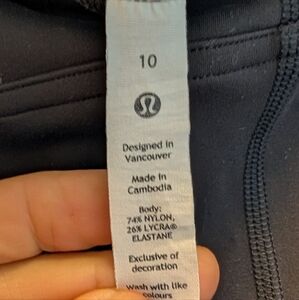 10
Designed in
Vancouver
Made in
Cambodia
Body:
74% NYLON,
26% LYCRA®
ELASTANE
Exclusive of
decoration
Wash with like
colours